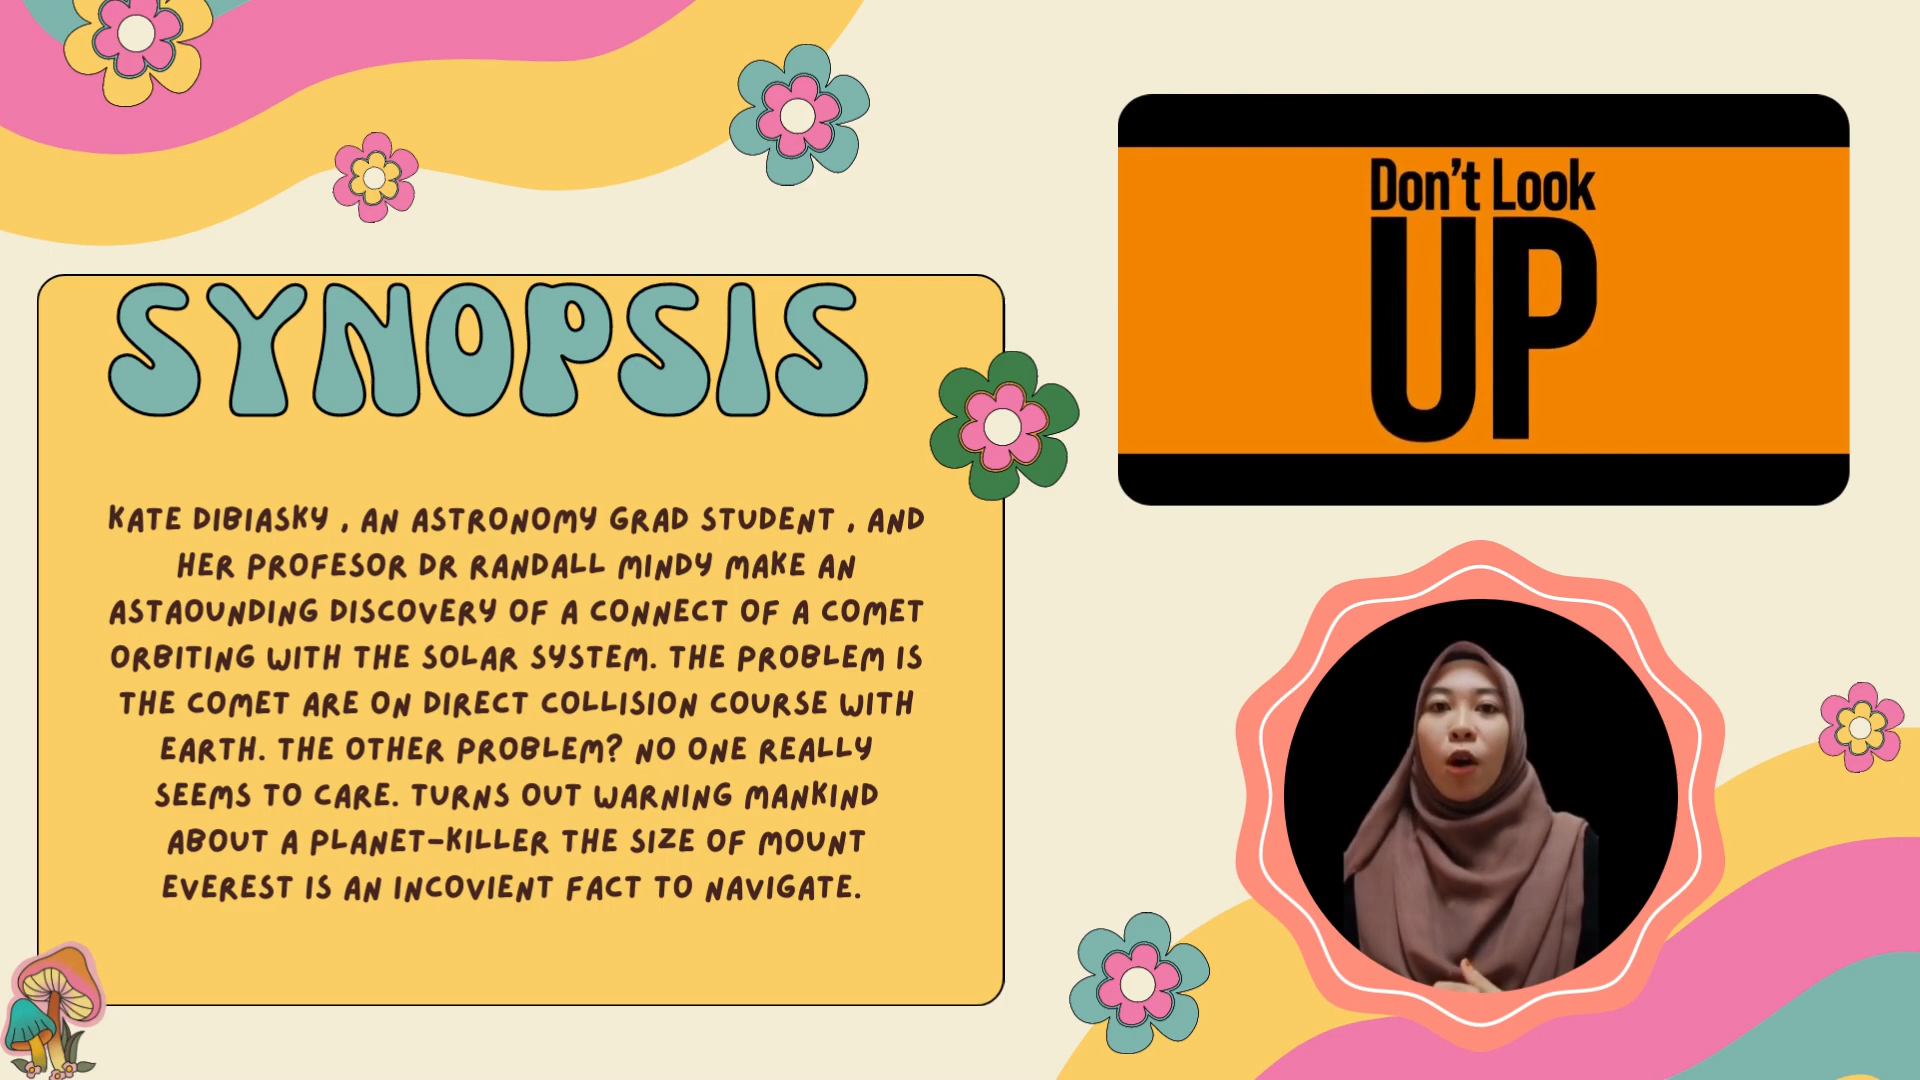 SYNOPSIS
KATE DIBIASKY , AN ASTRONOMY GRAD STUDENT , AND
HER PROFESOR DR RANDALL MINDY MAKE AN
ASTAOUNDING DISCOVERY OF A CONNECT OF A COMET
ORBITING WITH THE SOLAR SYSTEM. THE PROBLEM IS
THE COMET ARE ON DIRECT COLLISION COURSE WITH
EARTH. THE OTHER PROBLEM? NO ONE REALLY
SEEMS TO CARE. TURNS OUT WARNING MANKIND
ABOUT A PLANET-KILLER THE SIZE OF MOUNT
EVEREST IS AN INCOVIENT FACT TO NAVIGATE.
Don't Look
UP